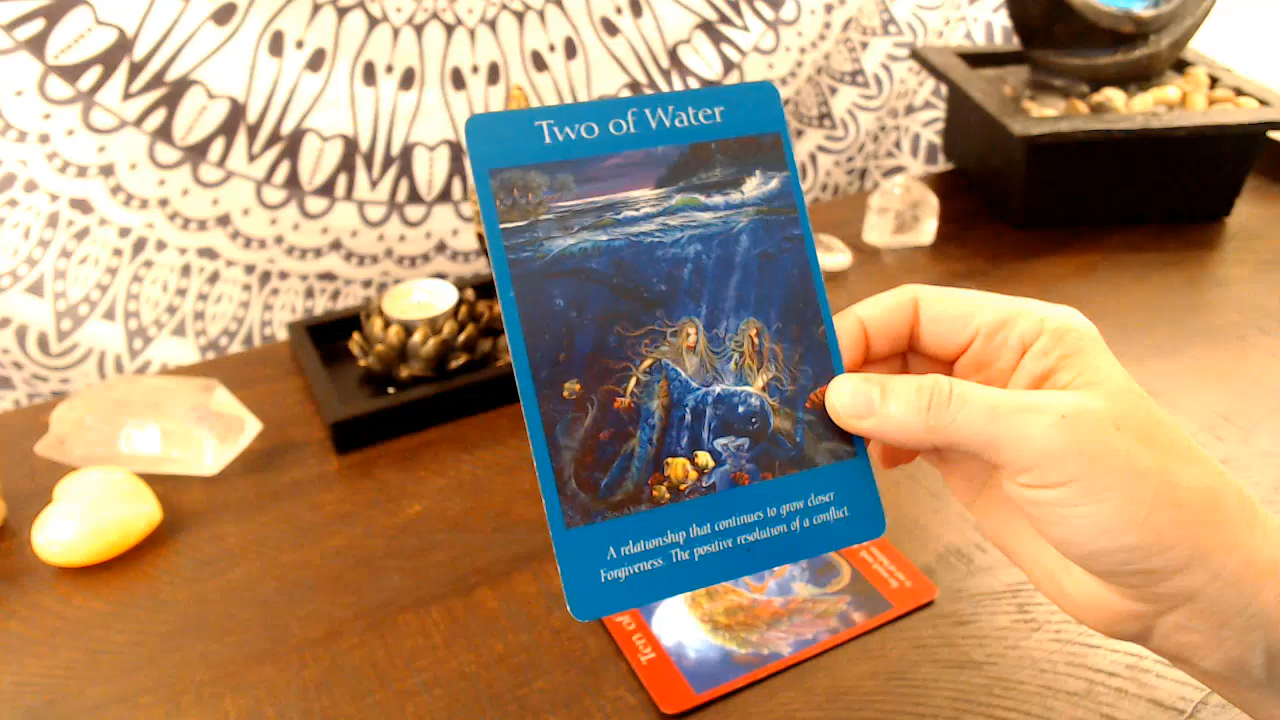 Two of Water
A relationship that continues to grow closer
Forgiveness. The positive resolution of a conflict.
Ten of